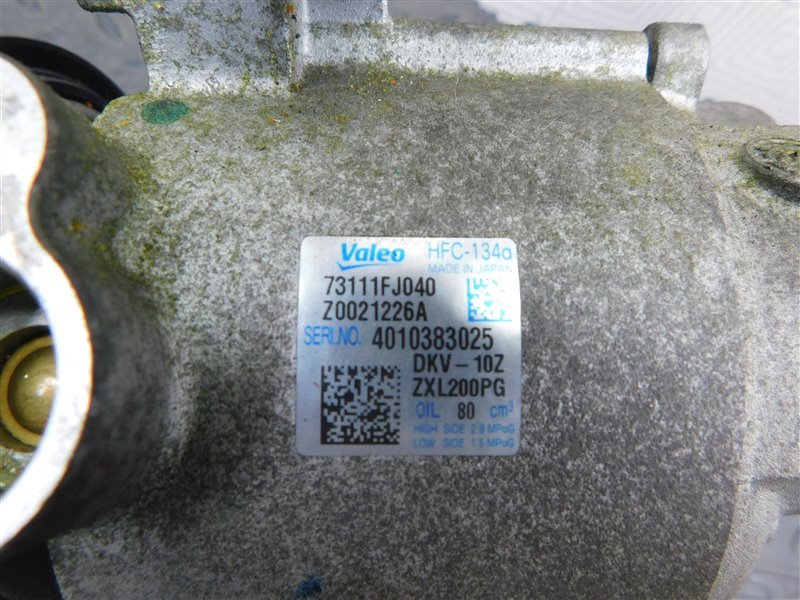 Valeo HFC-134a
MADE IN JAPAN
73111FJ040
Z0021226A
SERI.NO. 4010383025
DKV-10Z
ZXL200PG
OIL 80 cm³
HIGH SIDE 2.9 MPaG
LOW SIDE 1.5 MPaG